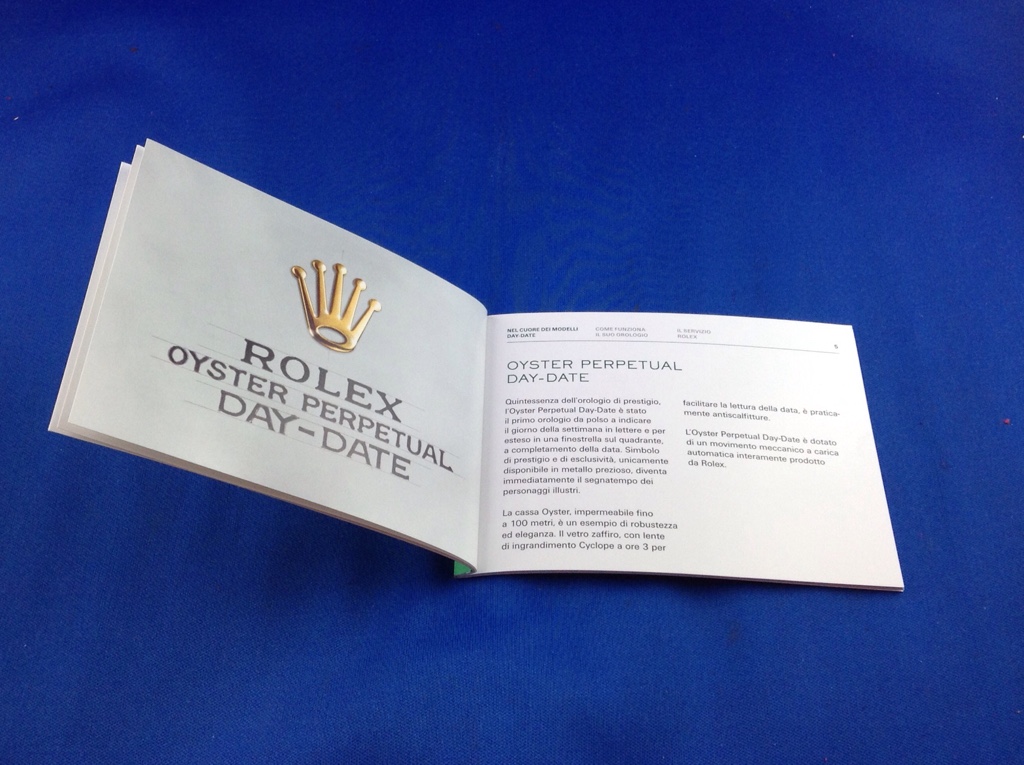 ROLEX
OYSTER PERPETUAL
DAY-DATE
NEL CUORE DEI MODELLI
DAY-DATE
COME FUNZIONA
IL SUO OROLOGIO
IL SERVIZIO
ROLEX
5
OYSTER PERPETUAL
DAY-DATE
Quintessenza dell'orologio di prestigio,
l'Oyster Perpetual Day-Date è stato
il primo orologio da polso a indicare
il giorno della settimana in lettere e per
esteso in una finestrella sul quadrante,
a completamento della data. Simbolo
di prestigio e di esclusività, unicamente
disponibile in metallo prezioso, diventa
immediatamente il segnatempo dei
personaggi illustri.
La cassa Oyster, impermeabile fino
a 100 metri, è un esempio di robustezza
ed eleganza. Il vetro zaffiro, con lente
di ingrandimento Cyclope a ore 3 per
facilitare la lettura della data, è pratica-
mente antiscalfitture.
L'Oyster Perpetual Day-Date è dotato
di un movimento meccanico a carica
automatica interamente prodotto
da Rolex.